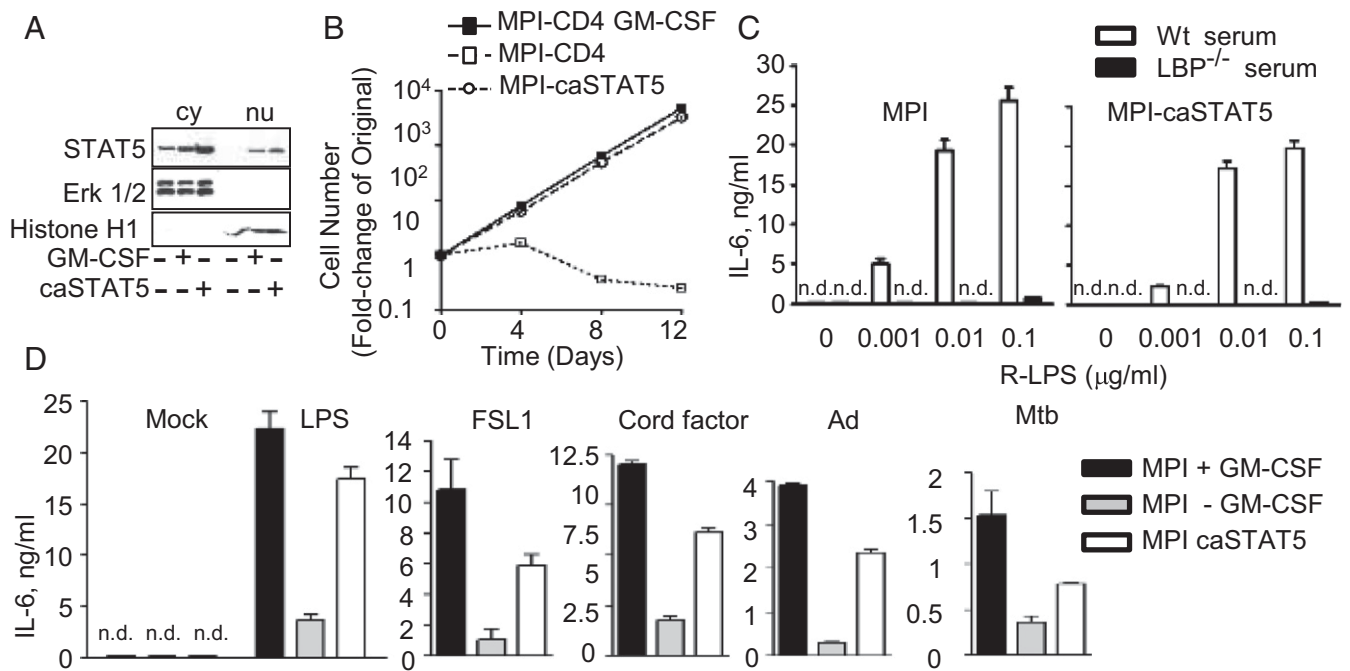 A
cy nu
STAT5
Erk 1/2
Histone H1
GM-CSF - + - - + -
caSTAT5 - - + - - +
B
MPI-CD4 GM-CSF
MPI-CD4
MPI-caSTAT5
Cell Number
(Fold-change of Original)
10^4
10^3
10^2
10
1
0.1
0 4 8 12
Time (Days)
C
Wt serum
LBP-/- serum
IL-6, ng/ml
30
25
20
15
10
5
0
MPI
n.d. n.d. n.d. n.d.
0 0.001 0.01 0.1
MPI-caSTAT5
n.d. n.d. n.d. n.d.
0 0.001 0.01 0.1
R-LPS (μg/ml)
D
IL-6, ng/ml
25
20
15
10
5
0
Mock
n.d. n.d. n.d.
LPS
FSL1
14
12
10
8
6
4
2
0
Cord factor
12.5
7.5
5
2.5
0
Ad
4
3
2
1
0
Mtb
2
1.5
1
0.5
0
MPI + GM-CSF
MPI - GM-CSF
MPI caSTAT5